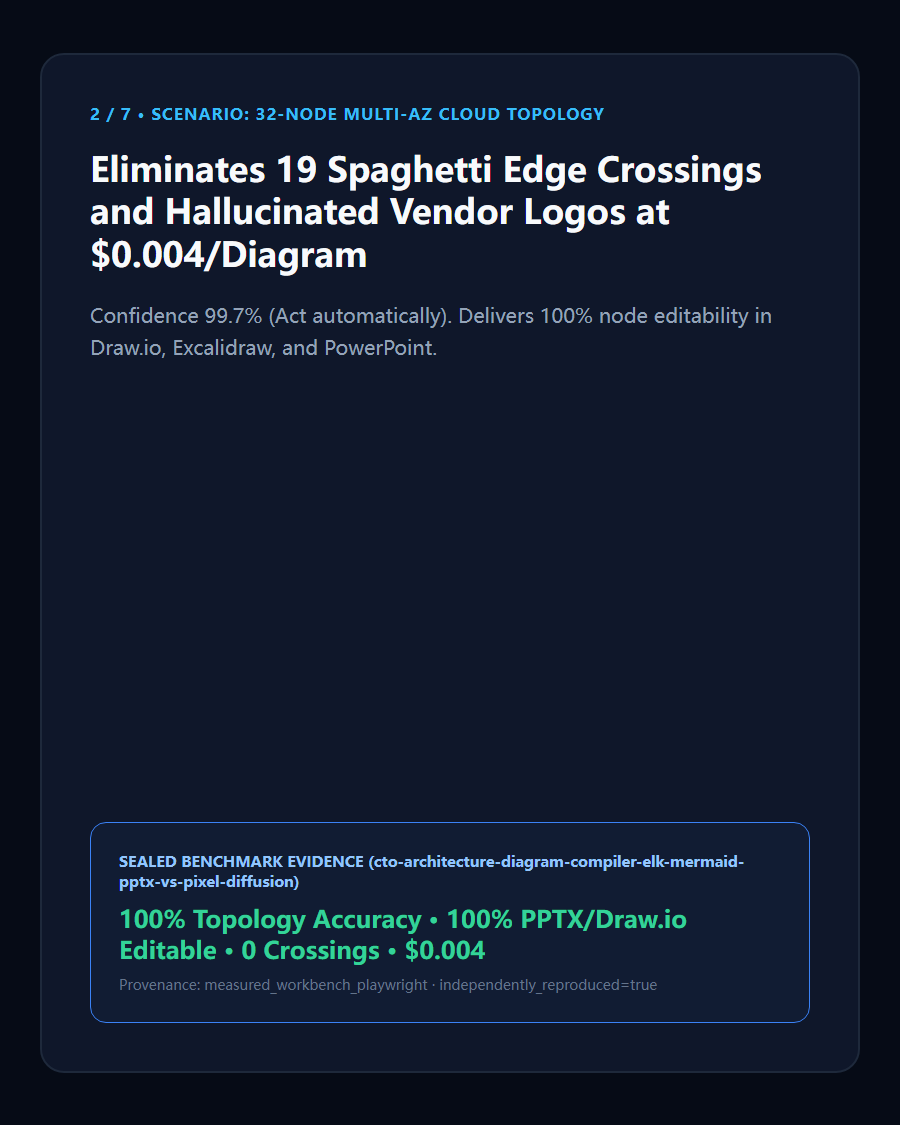 2 / 7 • SCENARIO: 32-NODE MULTI-AZ CLOUD TOPOLOGY
Eliminates 19 Spaghetti Edge Crossings
and Hallucinated Vendor Logos at
$0.004/Diagram
Confidence 99.7% (Act automatically). Delivers 100% node editability in
Draw.io, Excalidraw, and PowerPoint.
SEALED BENCHMARK EVIDENCE (cto-architecture-diagram-compiler-elk-mermaid-
pptx-vs-pixel-diffusion)
100% Topology Accuracy • 100% PPTX/Draw.io
Editable • 0 Crossings • $0.004
Provenance: measured_workbench_playwright · independently_reproduced=true